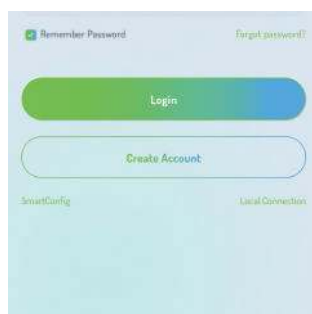 Remember Password
Forgot password?
Login
Create Account
SmartConfig
Local Connection